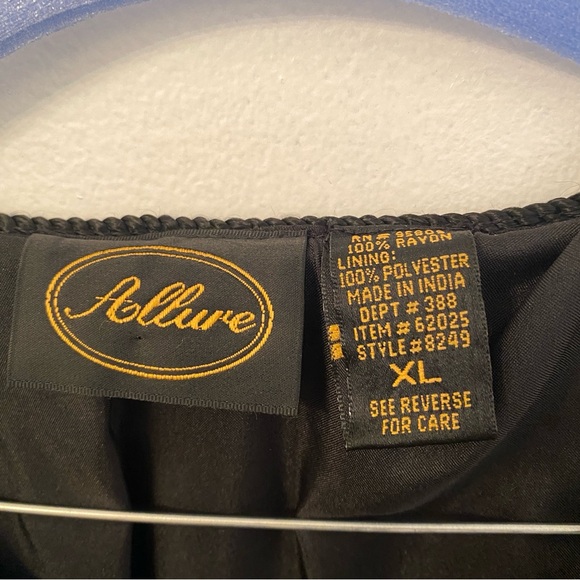 Allure
RN #
100% RAYON
LINING:
100% POLYESTER
MADE IN INDIA
DEPT # 388
ITEM # 62025
STYLE#8249
XL
SEE REVERSE
FOR CARE